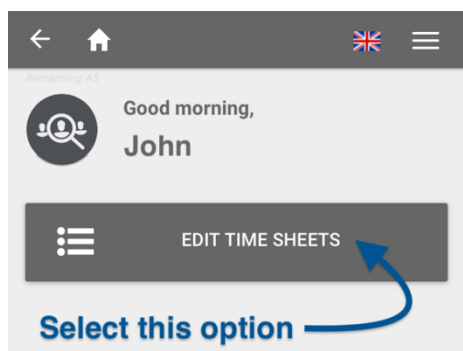 Bemanning AS
Good morning,
John
EDIT TIME SHEETS
Select this option